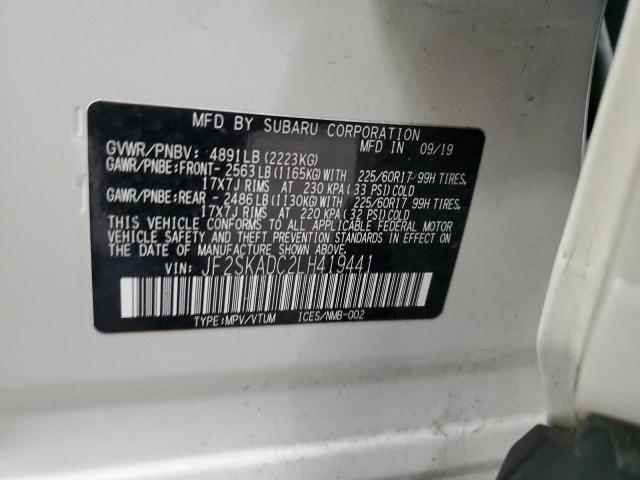 MFD BY SUBARU CORPORATION
GVWR/PNBV: 4891LB (2223KG) MFD IN 09/19
GAWR/PNBE:FRONT- 2563LB (1165KG)WITH 225/60R17 99H TIRES,
17X7J RIMS AT 230 KPA (33 PSI)COLD
GAWR/PNBE:REAR - 2486LB (1130KG)WITH 225/60R17 99H TIRES,
17X7J RIMS AT 220 KPA (32 PSI)COLD
THIS VEHICLE CONFORMS TO ALL APPLICABLE FEDERAL MOTOR
VEHICLE SAFETY AND THEFT PREVENTION STANDARDS IN EFFECT ON
THE DATE OF MANUFACTURE SHOWN ABOVE.
VIN: JF2SKADC2LH419441
TYPE:MPV/VTUM ICES/NMB-002